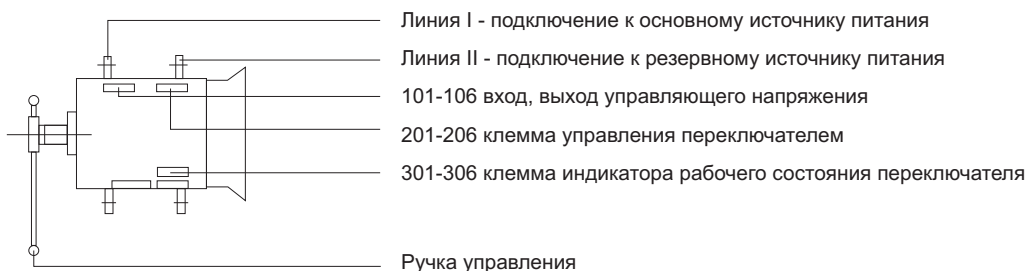 Линия I - подключение к основному источнику питания
Линия II - подключение к резервному источнику питания
101-106 вход, выход управляющего напряжения
201-206 клемма управления переключателем
301-306 клемма индикатора рабочего состояния переключателя
Ручка управления